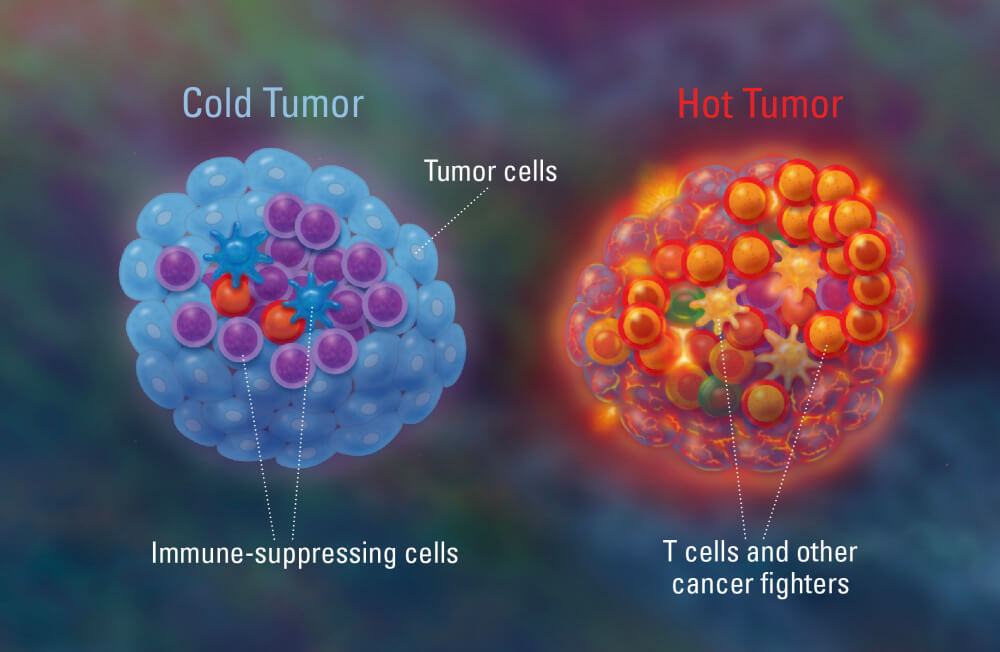 Cold Tumor
Hot Tumor
Tumor cells
Immune-suppressing cells
T cells and other
cancer fighters